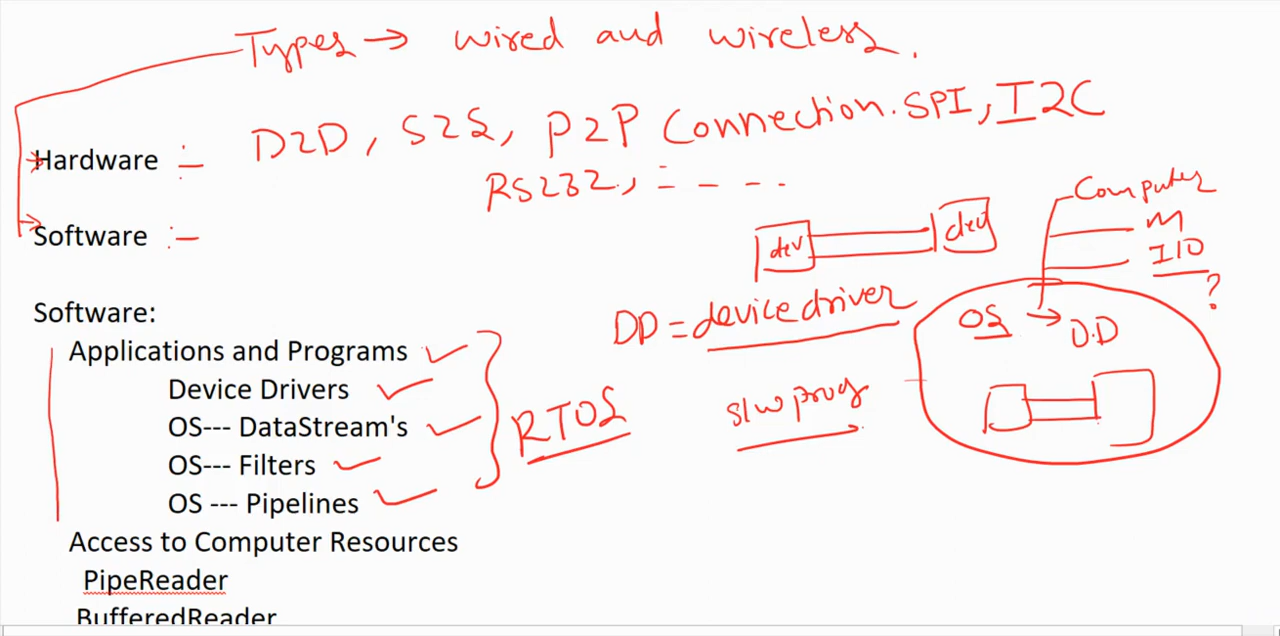 Types → wired and wireless.
Hardware :- D2D, S2S, P2P Connection. SPI, I2C
RS232, - - - -
Software :-
Computer
M
I/O
?
dev dev
Software:
DD = device driver
OS → D.D
Applications and Programs
Device Drivers
OS--- DataStream's
OS--- Filters
OS --- Pipelines
RTOS
s/w prog
Access to Computer Resources
PipeReader
BufferedReader